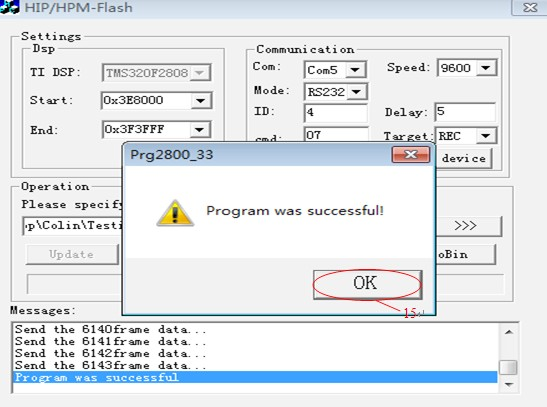 HIP/HPM-Flash
Settings
Dsp
TI DSP: TMS320F2808
Start: 0x3E8000
End: 0x3F3FFF
Communication
Com: Com5 Speed: 9600
Mode: RS232
ID: 4 Delay: 5
cmd: 07 Target: REC
device
Prg2800_33
Program was successful!
OK
15
Operation
Please specify
p\Colin\Testi >>>
Update oBin
Messages:
Send the 6140frame data...
Send the 6141frame data...
Send the 6142frame data...
Send the 6143frame data...
Program was successful